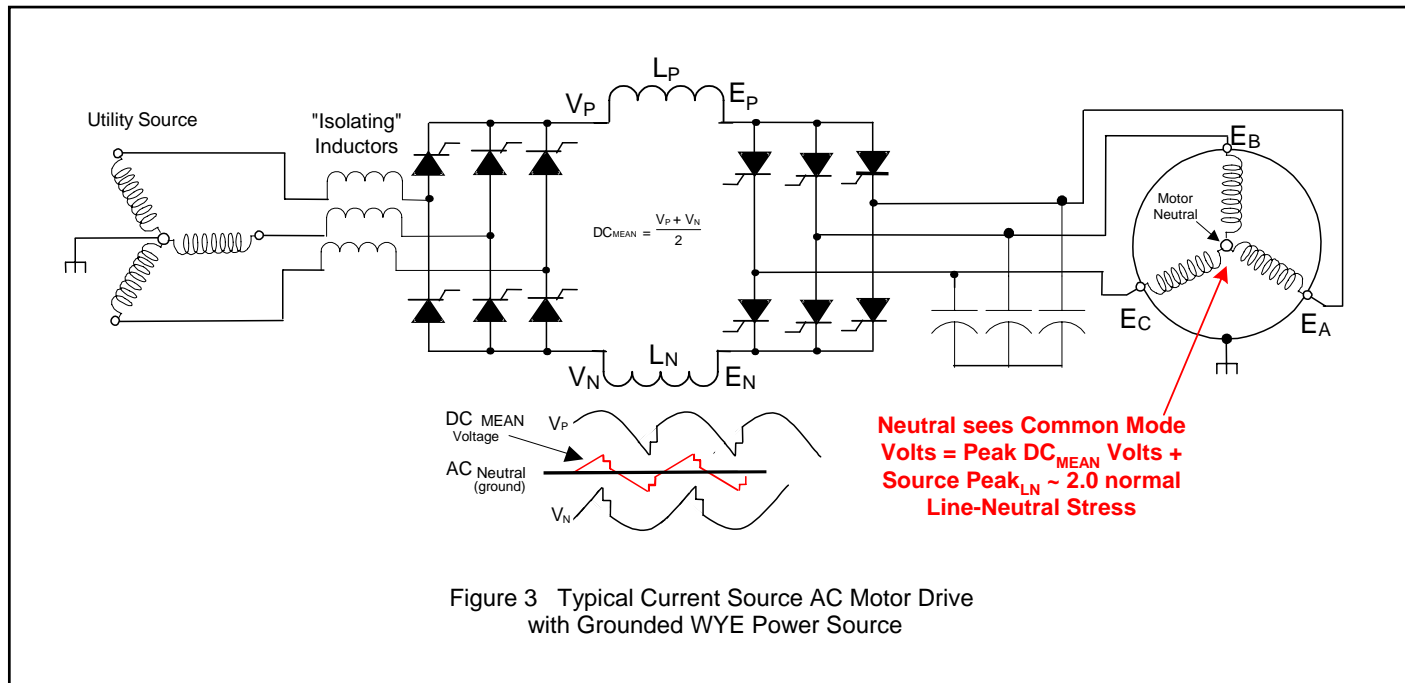 Utility Source
"Isolating"
Inductors
LP
VP
EP
DCMEAN = VP + VN
2
LN
VN
EN
EB
Motor
Neutral
EC
EA
DC MEAN
Voltage
VP
AC Neutral
(ground)
VN
Neutral sees Common Mode
Volts = Peak DCMEAN Volts +
Source PeakLN ~ 2.0 normal
Line-Neutral Stress
Figure 3 Typical Current Source AC Motor Drive
with Grounded WYE Power Source